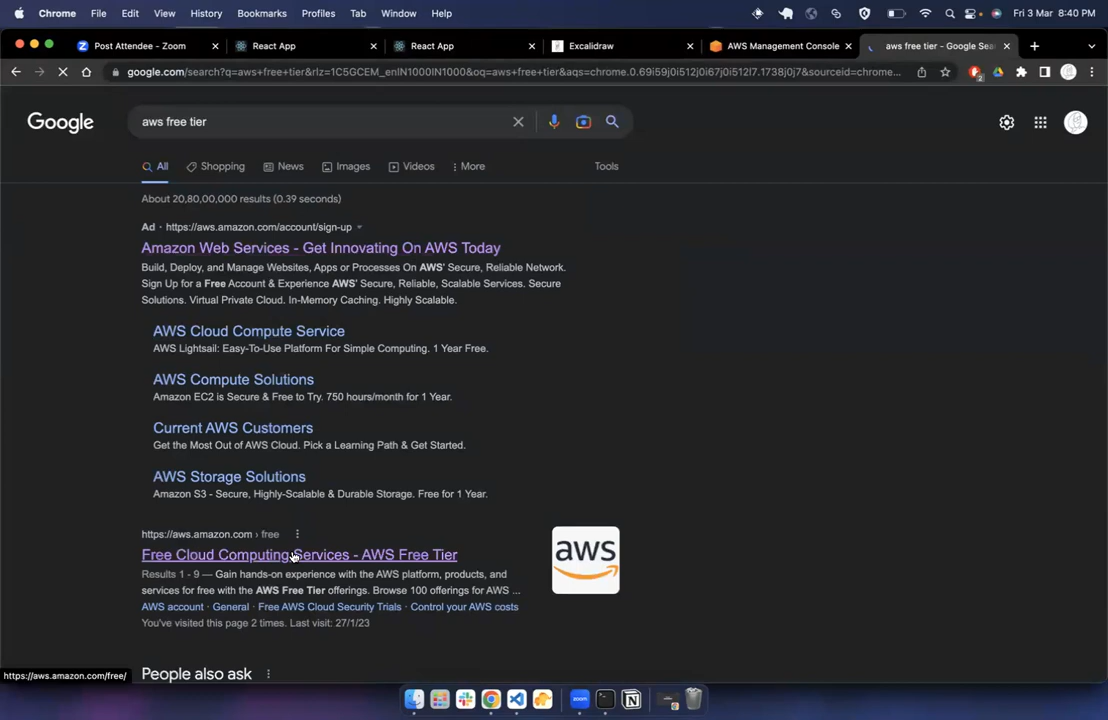 Chrome File Edit View History Bookmarks Profiles Tab Window Help Fri 3 Mar 8:40 PM
Post Attendee - Zoom React App React App Excalidraw AWS Management Console aws free tier - Google Sea
google.com/search?q=aws+free+tier&rlz=1C5GCEM_enIN1000IN1000&oq=aws+free+tier&aqs=chrome.0.69i59j0i512j0i67j0i512l7.1738j0j7&sourceid=chrome...
Google aws free tier
All Shopping News Images Videos More Tools
About 20,80,00,000 results (0.39 seconds)
Ad · https://aws.amazon.com/account/sign-up
Amazon Web Services - Get Innovating On AWS Today
Build, Deploy, and Manage Websites, Apps or Processes On AWS' Secure, Reliable Network.
Sign Up for a Free Account & Experience AWS' Secure, Reliable, Scalable Services. Secure
Solutions. Virtual Private Cloud. In-Memory Caching. Highly Scalable.
AWS Cloud Compute Service
AWS Lightsail: Easy-To-Use Platform For Simple Computing. 1 Year Free.
AWS Compute Solutions
Amazon EC2 is Secure & Free to Try. 750 hours/month for 1 Year.
Current AWS Customers
Get the Most Out of AWS Cloud. Pick a Learning Path & Get Started.
AWS Storage Solutions
Amazon S3 - Secure, Highly-Scalable & Durable Storage. Free for 1 Year.
https://aws.amazon.com › free
Free Cloud Computing Services - AWS Free Tier
Results 1 - 9 — Gain hands-on experience with the AWS platform, products, and
services for free with the AWS Free Tier offerings. Browse 100 offerings for AWS ...
AWS account · General · Free AWS Cloud Security Trials · Control your AWS costs
You've visited this page 2 times. Last visit: 27/1/23
aws
People also ask
https://aws.amazon.com/free/
zoom